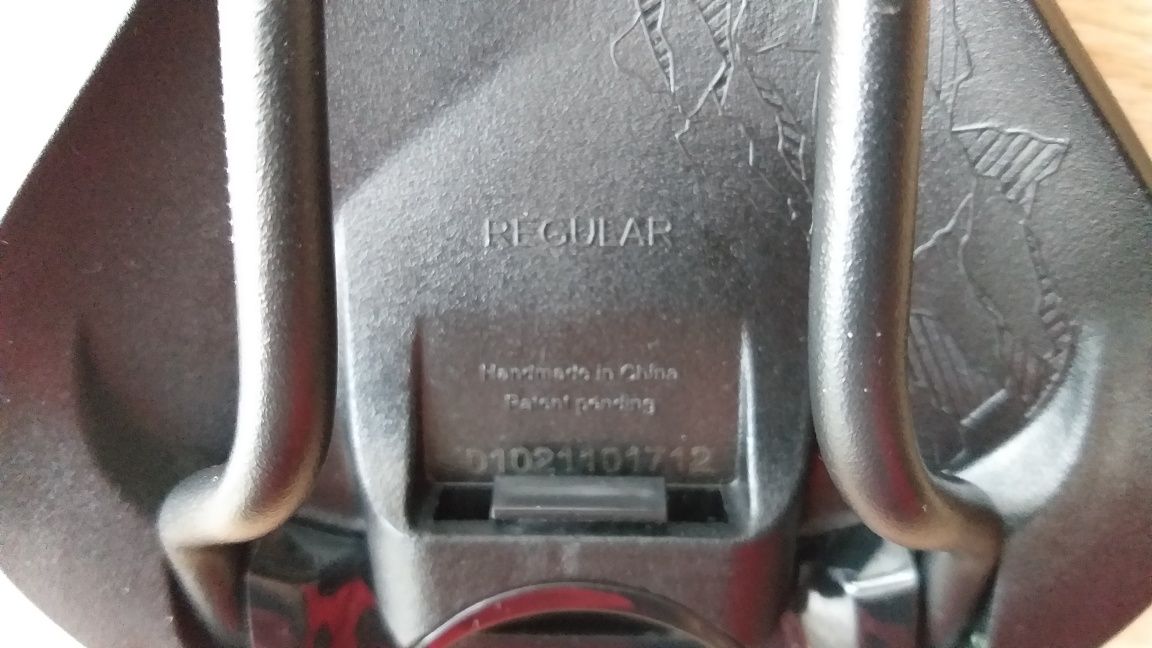 REGULAR
Handmade in China
Patent pending
01021101712